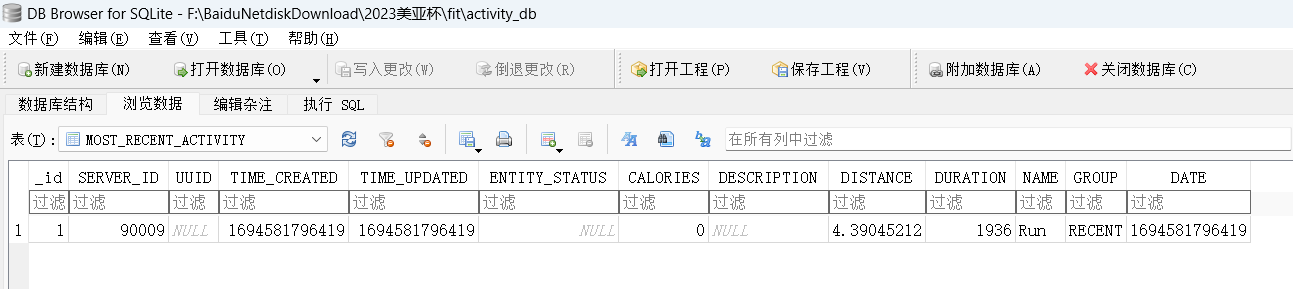 DB Browser for SQLite - F:\BaiduNetdiskDownload\2023美亚杯\fit\activity_db
文件(F) 编辑(E) 查看(V) 工具(T) 帮助(H)
新建数据库(N) 打开数据库(O) 写入更改(W) 倒退更改(R) 打开工程(P) 保存工程(V) 附加数据库(A) 关闭数据库(C)
数据库结构 浏览数据 编辑杂注 执行 SQL
表(T): MOST_RECENT_ACTIVITY 在所有列中过滤
_id SERVER_ID UUID TIME_CREATED TIME_UPDATED ENTITY_STATUS CALORIES DESCRIPTION DISTANCE DURATION NAME GROUP DATE
过滤 过滤 过滤 过滤 过滤 过滤 过滤 过滤 过滤 过滤 过滤 过滤 过滤
1 1 90009 NULL 1694581796419 1694581796419 NULL 0 NULL 4.39045212 1936 Run RECENT 1694581796419